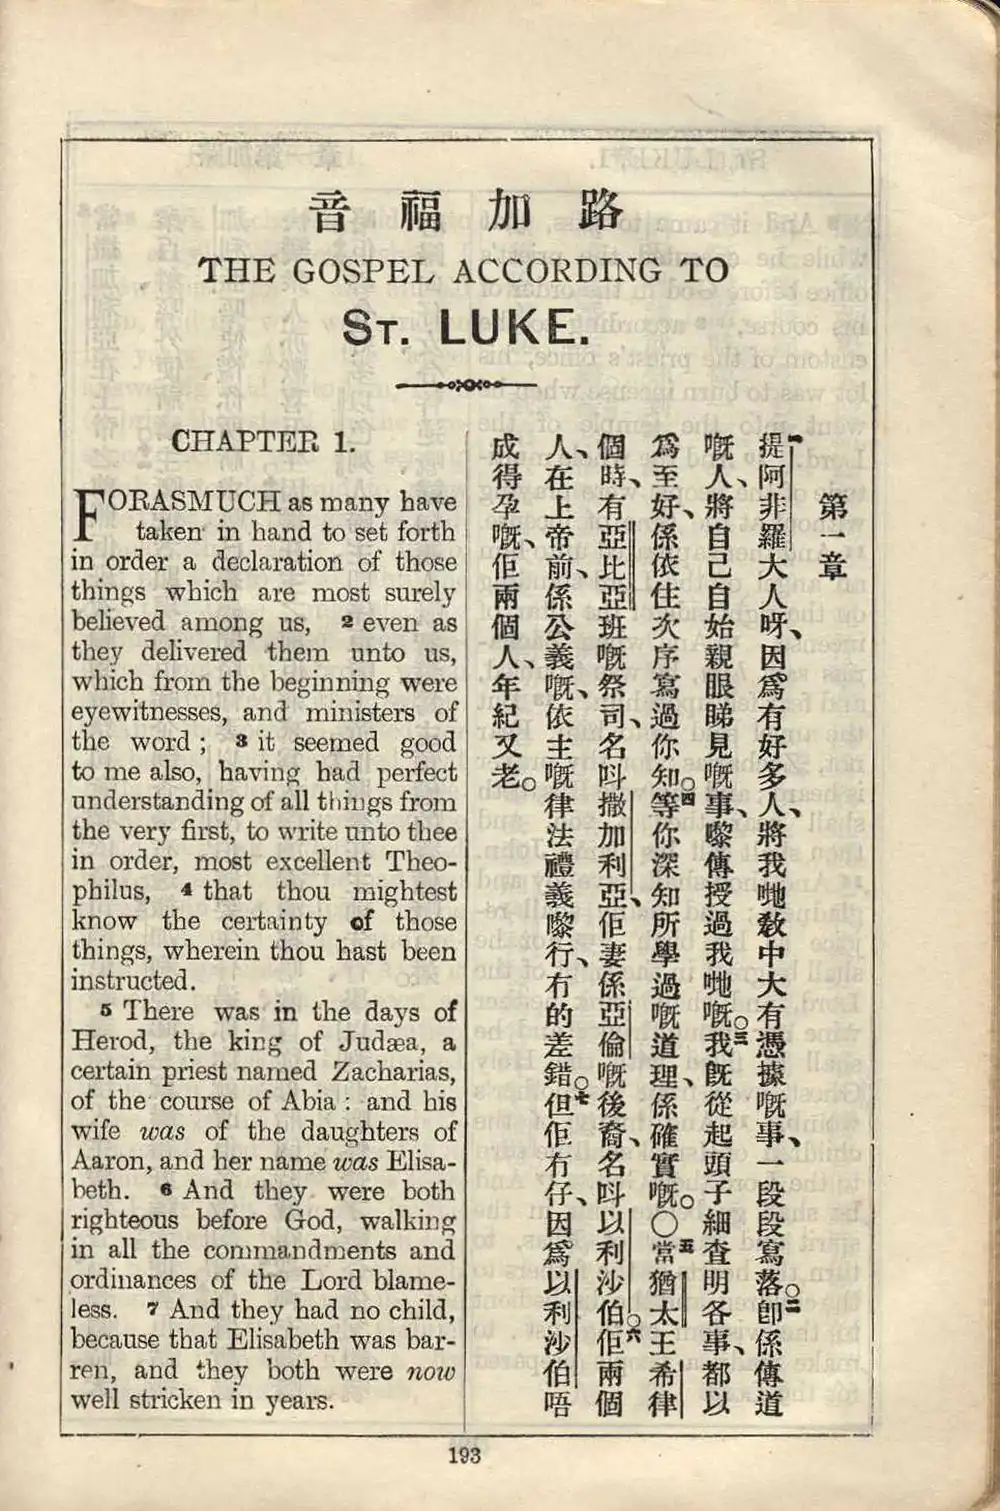 音福加路
THE GOSPEL ACCORDING TO
ST. LUKE.
CHAPTER 1.
FORASMUCH as many have
taken in hand to set forth
in order a declaration of those
things which are most surely
believed among us, 2 even as
they delivered them unto us,
which from the beginning were
eyewitnesses, and ministers of
the word ; 3 it seemed good
to me also, having had perfect
understanding of all things from
the very first, to write unto thee
in order, most excellent Theo-
philus, 4 that thou mightest
know the certainty of those
things, wherein thou hast been
instructed.
5 There was in the days of
Herod, the king of Judæa, a
certain priest named Zacharias,
of the course of Abia : and his
wife was of the daughters of
Aaron, and her name was Elisa-
beth. 6 And they were both
righteous before God, walking
in all the commandments and
ordinances of the Lord blame-
less. 7 And they had no child,
because that Elisabeth was bar-
ren, and they both were now
well stricken in years.
第一章
一提阿非羅大人呀、因爲有好多人、將我哋教中大有憑據嘅事、一段段寫落。二卽係傳道
嘅人、將自己自始親眼睇見嘅事、嚟傳授過我哋嘅。三我旣從起頭子細査明各事、都以
爲至好、係依住次序寫過你知。四等你深知所學過嘅道理、係確實嘅。〇五當猶太王希律
個時、有亞比亞班嘅祭司、名呌撒加利亞、佢妻係亞倫嘅後裔、名呌以利沙伯。六佢兩個
人、在上帝前、係公義嘅、依主嘅律法禮義嚟行、冇的差錯。七但佢冇仔、因爲以利沙伯唔
成得孕嘅、佢兩個人、年紀又老。
193